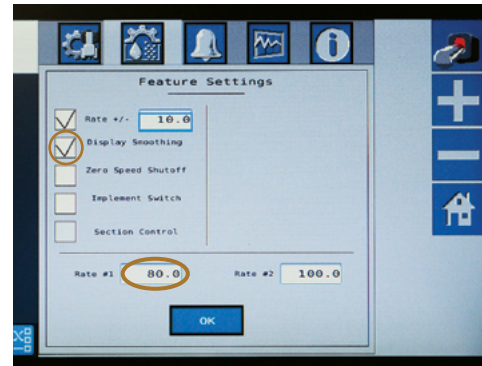 Feature Settings
Rate +/- 10.0
Display Smoothing
Zero Speed Shutoff
Implement Switch
Section Control
Rate #1 80.0 Rate #2 100.0
OK